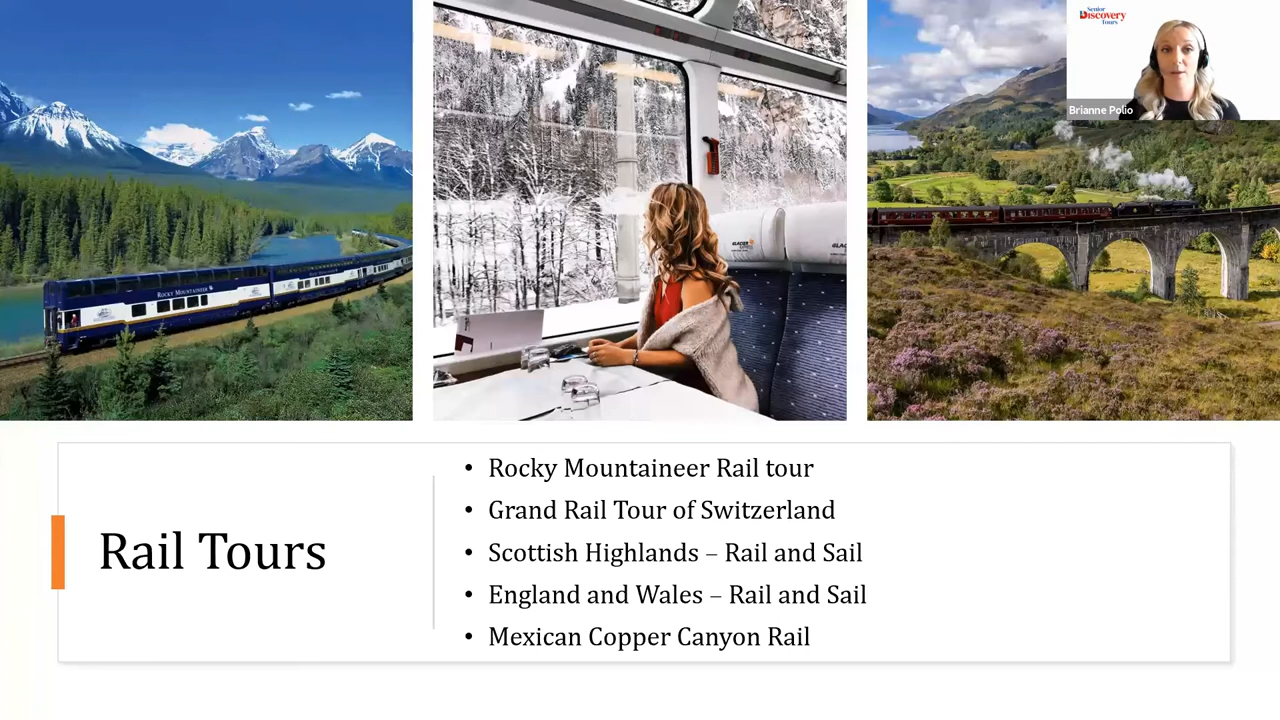 Senior
Discovery
Tours
Brianne Polio
ROCKY MOUNTAINEER
GLACIER
Rail Tours
• Rocky Mountaineer Rail tour
• Grand Rail Tour of Switzerland
• Scottish Highlands – Rail and Sail
• England and Wales – Rail and Sail
• Mexican Copper Canyon Rail